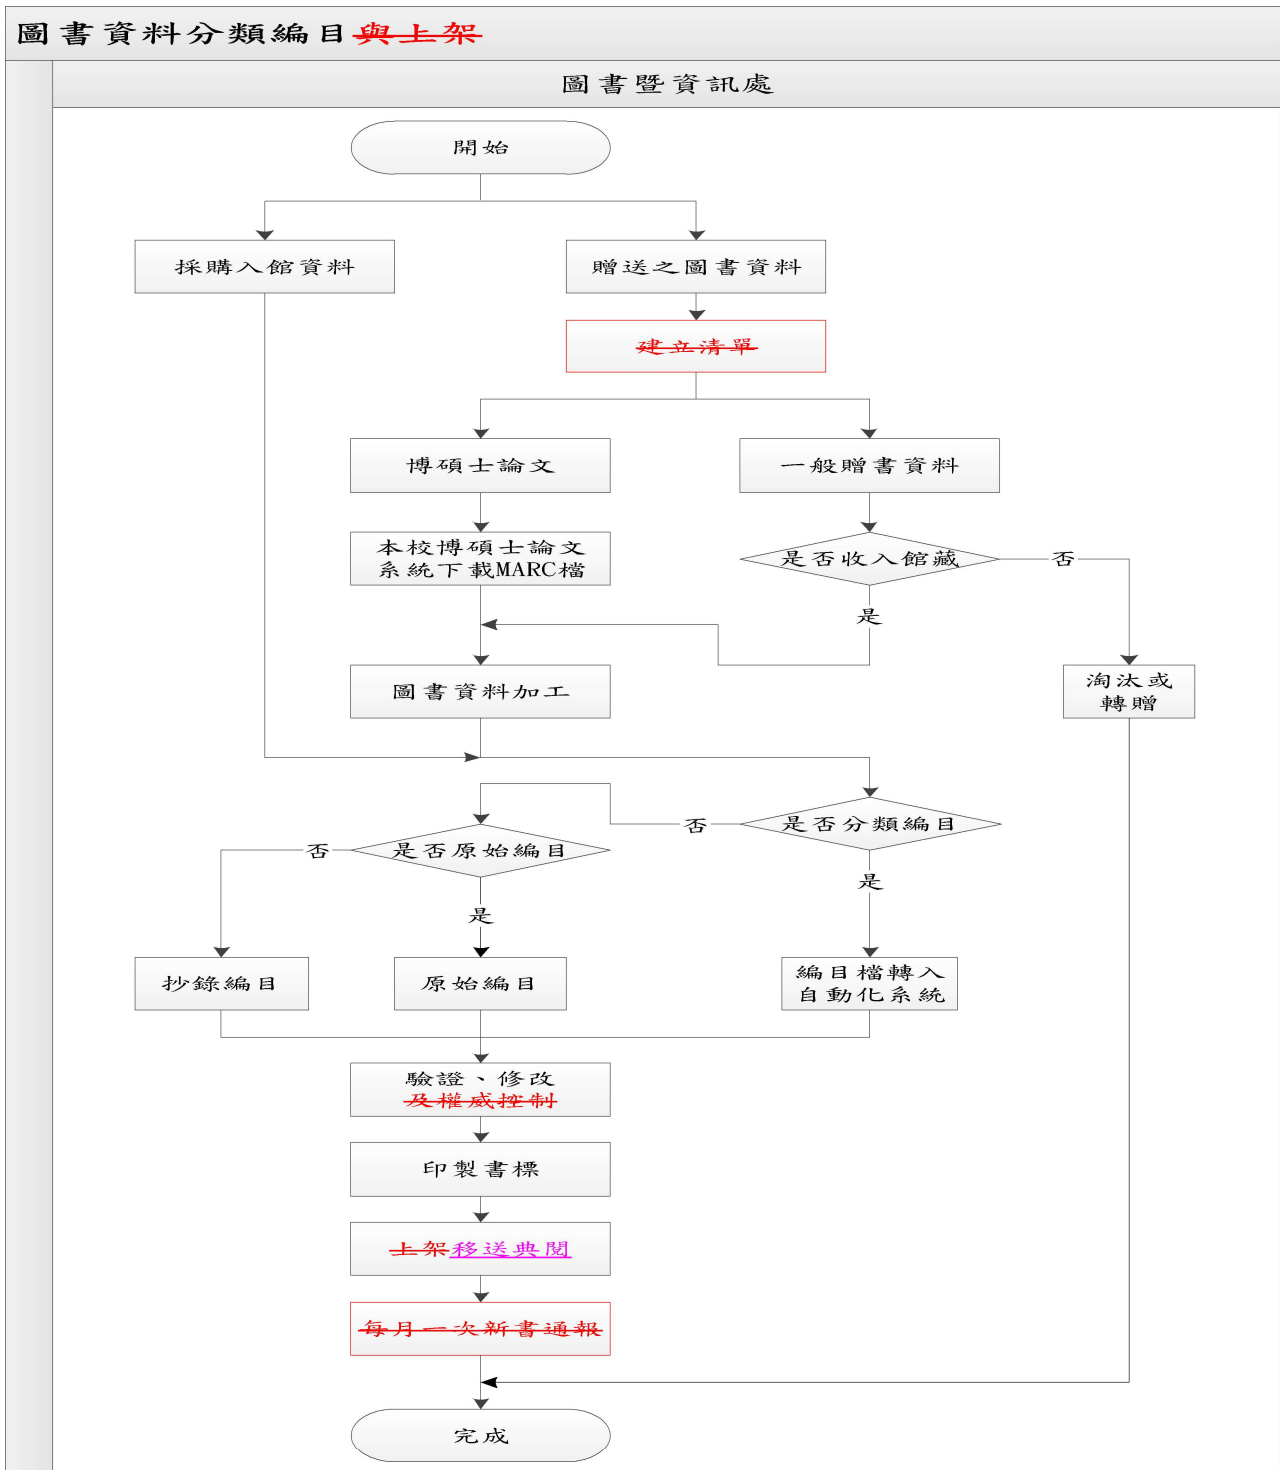 圖書資料分類編目與上架
圖書暨資訊處
開始
採購入館資料
贈送之圖書資料
建立清單
博碩士論文
一般贈書資料
本校博碩士論文
系統下載MARC檔
是否收入館藏
否
是
圖書資料加工
淘汰或
轉贈
是否分類編目
否
是否原始編目
否
是
是
抄錄編目
原始編目
編目檔轉入
自動化系統
驗證、修改
及權威控制
印製書標
上架移送典閱
每月一次新書通報
完成